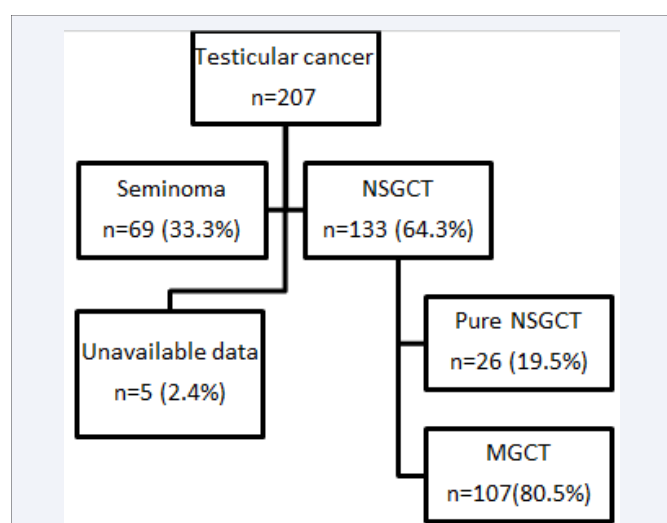 Testicular cancer
n=207
Seminoma
n=69 (33.3%)
NSGCT
n=133 (64.3%)
Unavailable data
n=5 (2.4%)
Pure NSGCT
n=26 (19.5%)
MGCT
n=107(80.5%)